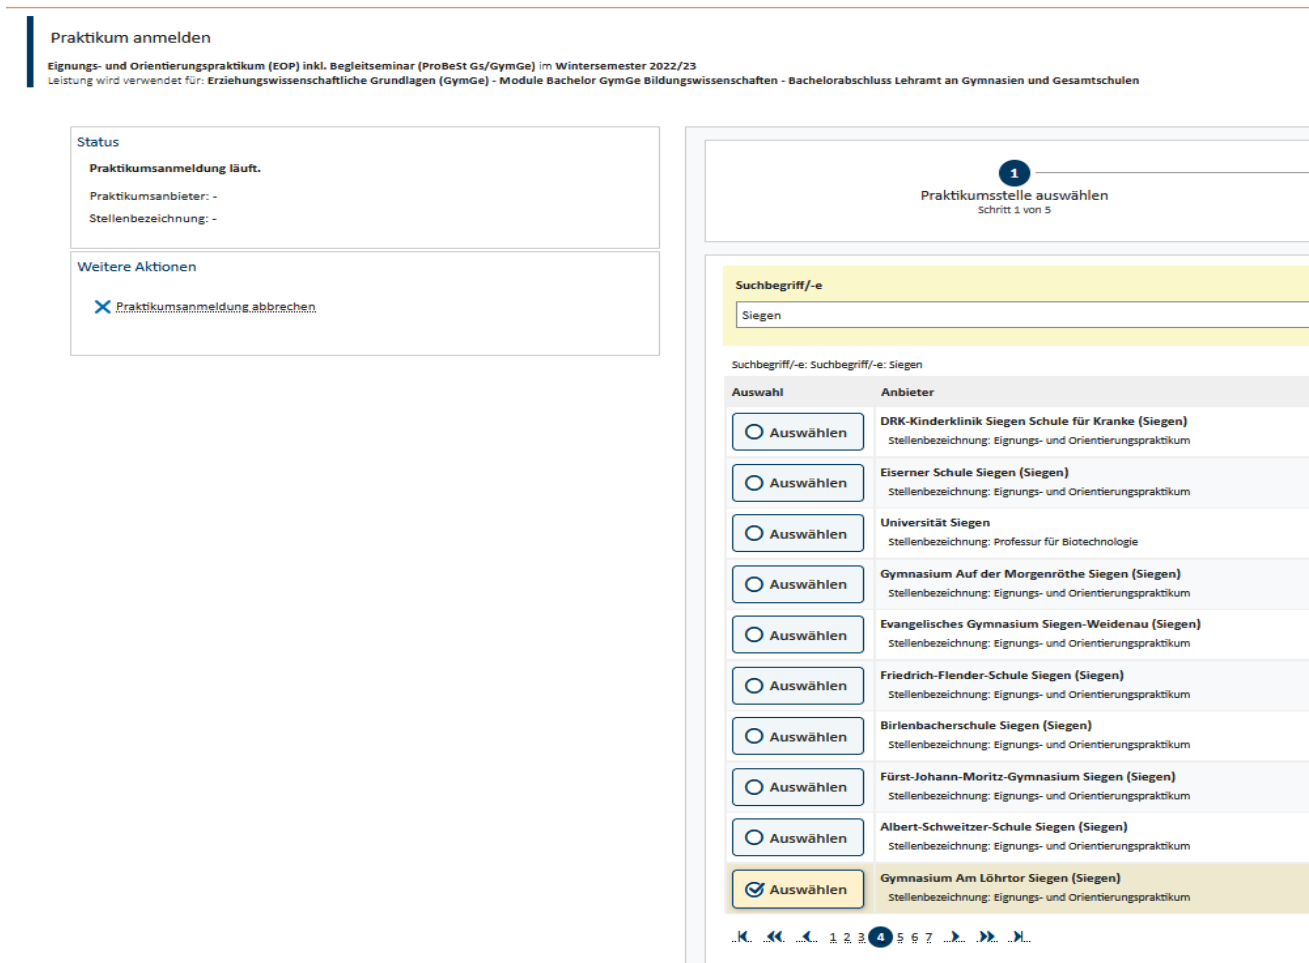 Praktikum anmelden
Eignungs- und Orientierungspraktikum (EOP) inkl. Begleitseminar (ProBeSt Gs/GymGe) im Wintersemester 2022/23
Leistung wird verwendet für: Erziehungswissenschaftliche Grundlagen (GymGe) - Module Bachelor GymGe Bildungswissenschaften - Bachelorabschluss Lehramt an Gymnasien und Gesamtschulen
Status
Praktikumsanmeldung läuft.
Praktikumsanbieter: -
Stellenbezeichnung: -
Weitere Aktionen
Praktikumsanmeldung abbrechen
1
Praktikumsstelle auswählen
Schritt 1 von 5
Suchbegriff/-e
Siegen
Suchbegriff/-e: Suchbegriff/-e: Siegen
Auswahl Anbieter
Auswählen DRK-Kinderklinik Siegen Schule für Kranke (Siegen)
Stellenbezeichnung: Eignungs- und Orientierungspraktikum
Auswählen Eiserner Schule Siegen (Siegen)
Stellenbezeichnung: Eignungs- und Orientierungspraktikum
Auswählen Universität Siegen
Stellenbezeichnung: Professur für Biotechnologie
Auswählen Gymnasium Auf der Morgenröthe Siegen (Siegen)
Stellenbezeichnung: Eignungs- und Orientierungspraktikum
Auswählen Evangelisches Gymnasium Siegen-Weidenau (Siegen)
Stellenbezeichnung: Eignungs- und Orientierungspraktikum
Auswählen Friedrich-Flender-Schule Siegen (Siegen)
Stellenbezeichnung: Eignungs- und Orientierungspraktikum
Auswählen Birlenbacherschule Siegen (Siegen)
Stellenbezeichnung: Eignungs- und Orientierungspraktikum
Auswählen Fürst-Johann-Moritz-Gymnasium Siegen (Siegen)
Stellenbezeichnung: Eignungs- und Orientierungspraktikum
Auswählen Albert-Schweitzer-Schule Siegen (Siegen)
Stellenbezeichnung: Eignungs- und Orientierungspraktikum
Auswählen Gymnasium Am Löhrtor Siegen (Siegen)
Stellenbezeichnung: Eignungs- und Orientierungspraktikum
1 2 3 4 5 6 7